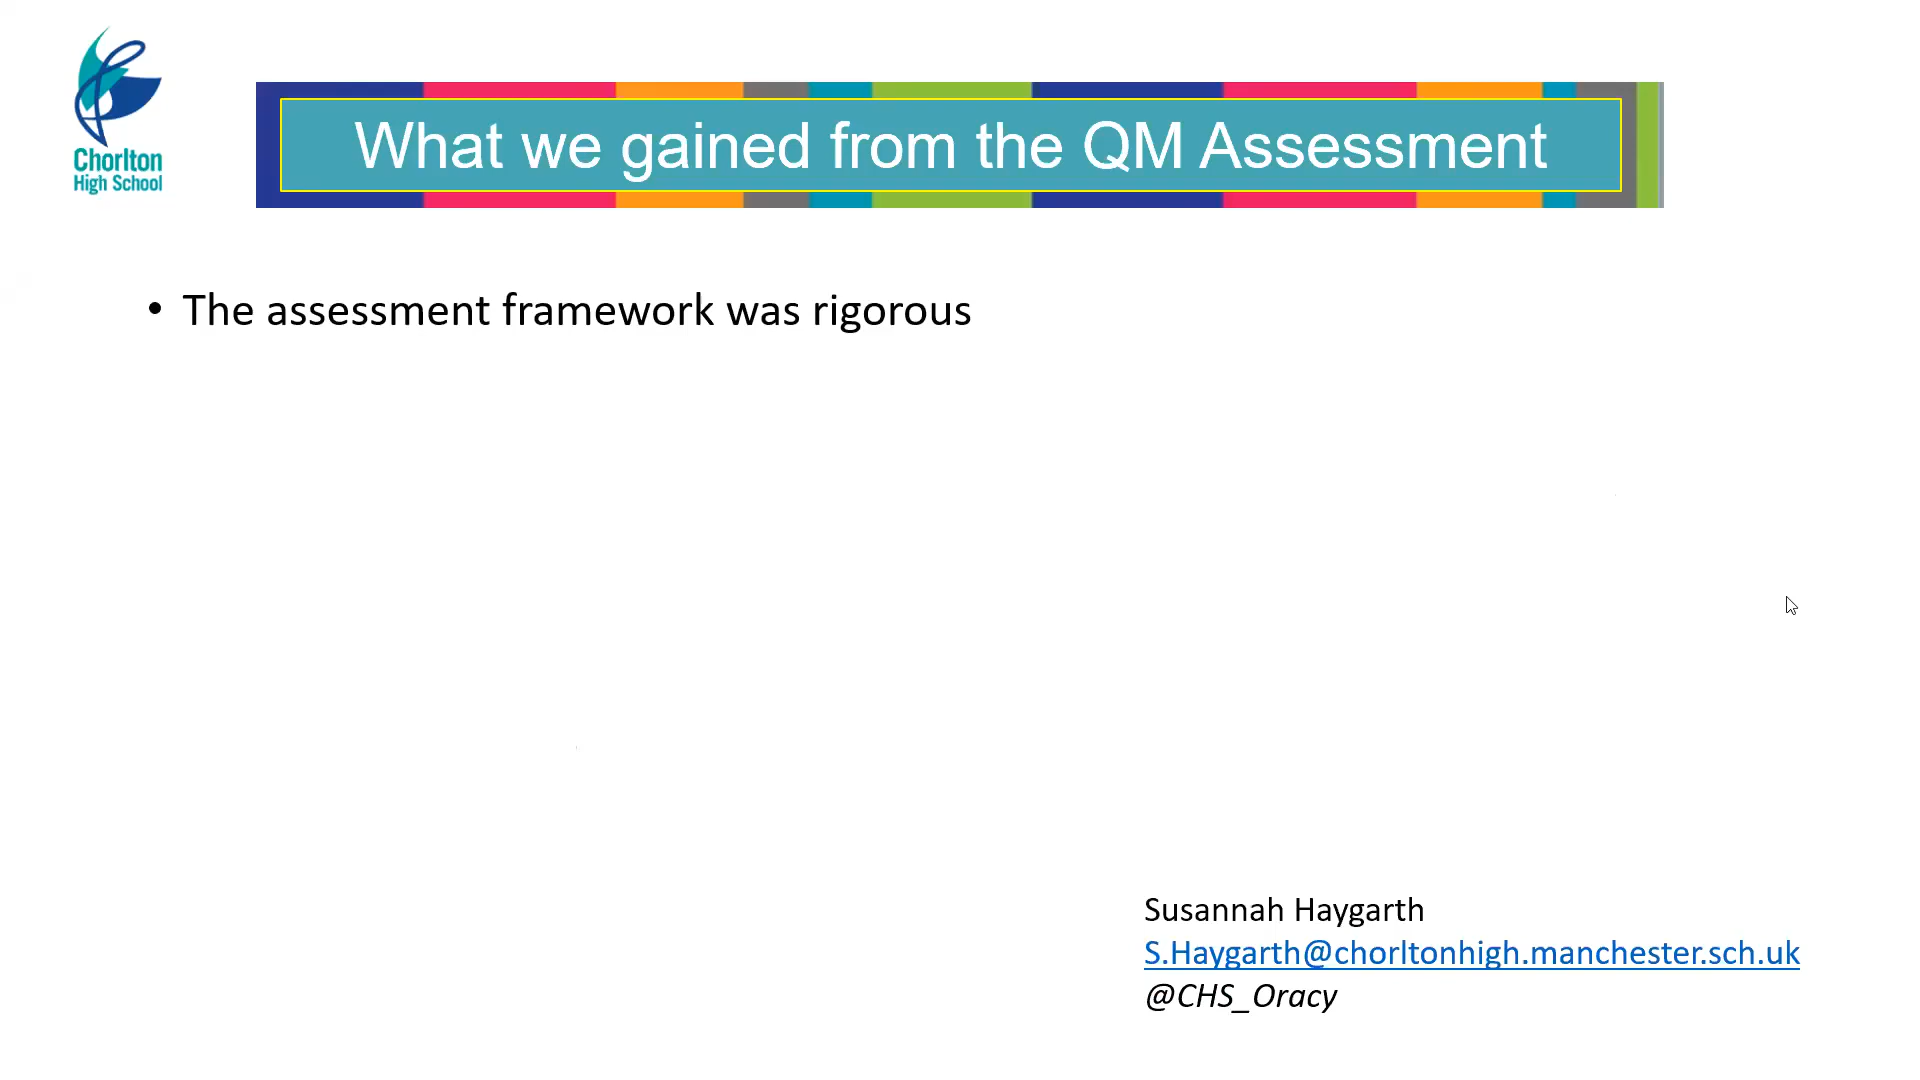 Chorlton
High School
What we gained from the QM Assessment
• The assessment framework was rigorous
Susannah Haygarth
S.Haygarth@chorltonhigh.manchester.sch.uk
@CHS_Oracy